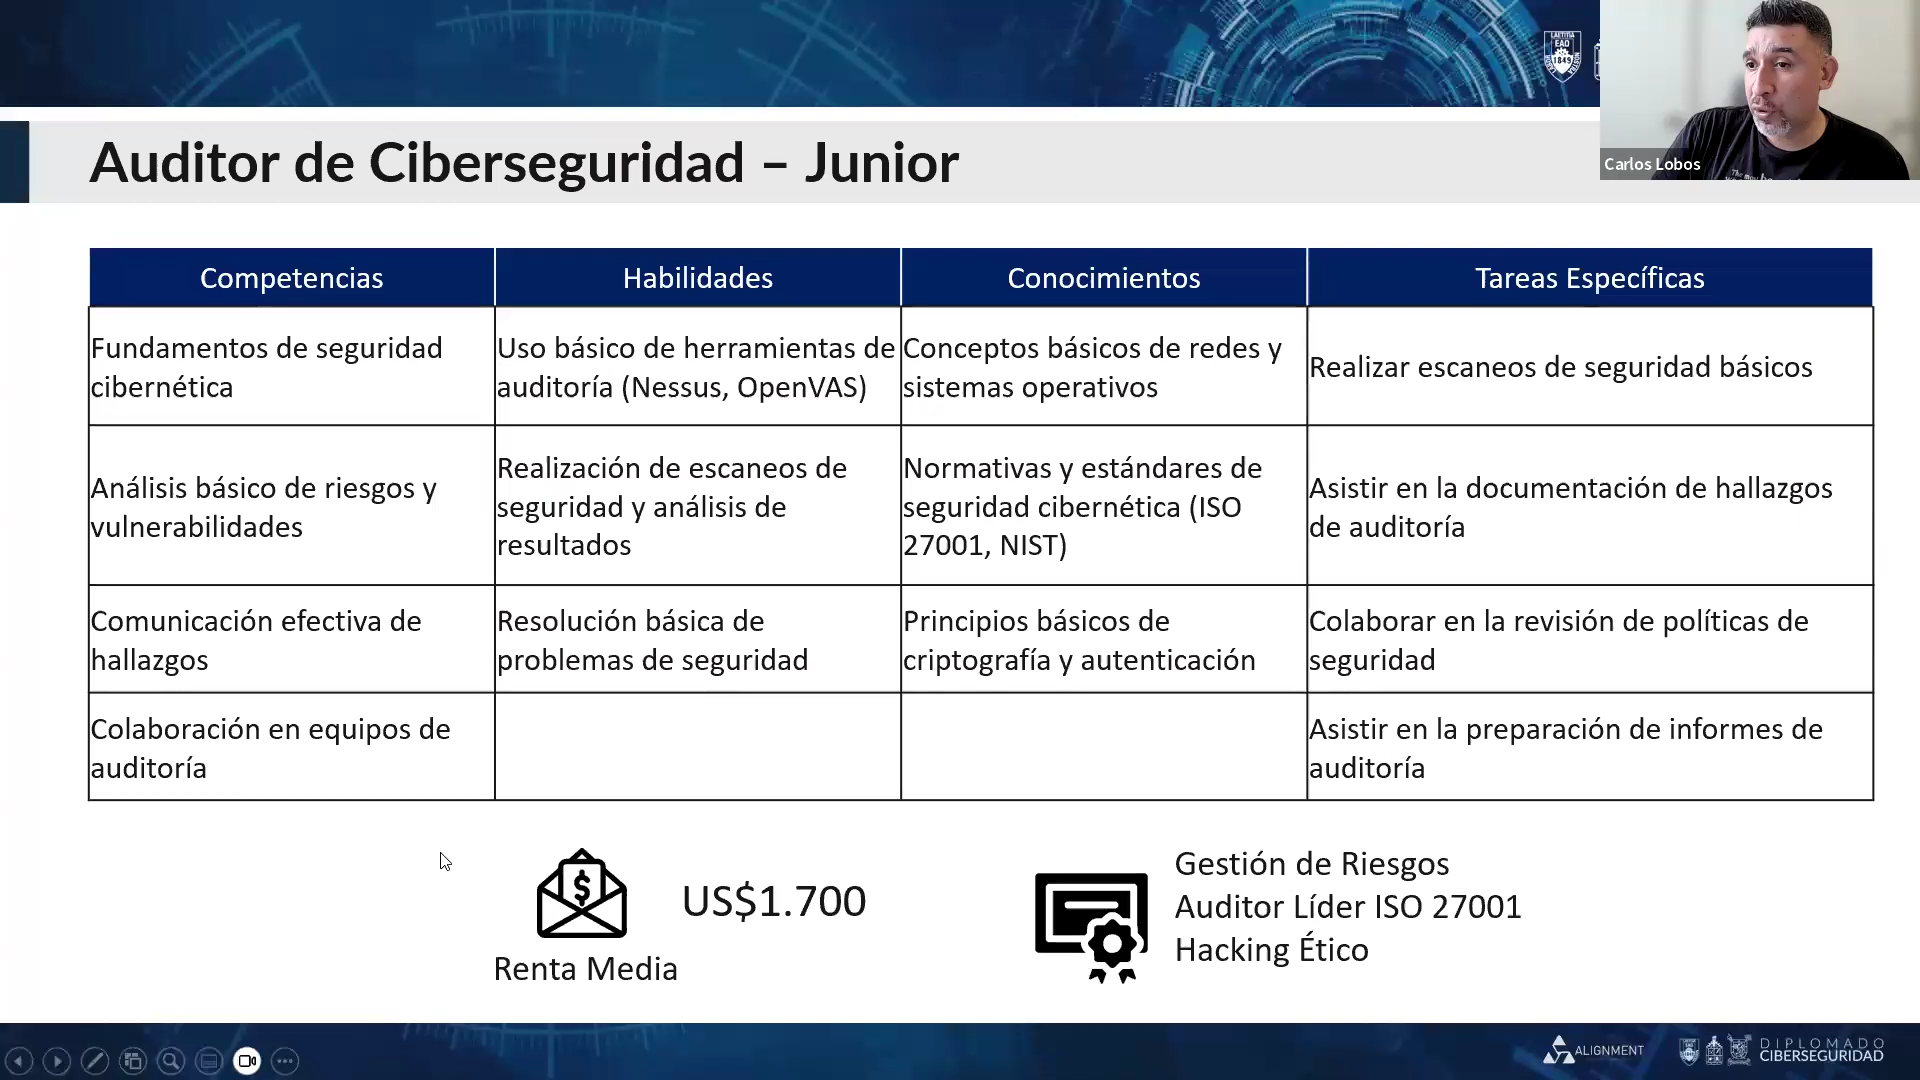 LAETITIA
EAO
1849
Carlos Lobos
Auditor de Ciberseguridad – Junior
Competencias
Habilidades
Conocimientos
Tareas Específicas
Fundamentos de seguridad
cibernética
Uso básico de herramientas de
auditoría (Nessus, OpenVAS)
Conceptos básicos de redes y
sistemas operativos
Realizar escaneos de seguridad básicos
Análisis básico de riesgos y
vulnerabilidades
Realización de escaneos de
seguridad y análisis de
resultados
Normativas y estándares de
seguridad cibernética (ISO
27001, NIST)
Asistir en la documentación de hallazgos
de auditoría
Comunicación efectiva de
hallazgos
Resolución básica de
problemas de seguridad
Principios básicos de
criptografía y autenticación
Colaborar en la revisión de políticas de
seguridad
Colaboración en equipos de
auditoría
Asistir en la preparación de informes de
auditoría
US$1.700
Renta Media
Gestión de Riesgos
Auditor Líder ISO 27001
Hacking Ético
ALIGNMENT
DIPLOMADO
CIBERSEGURIDAD